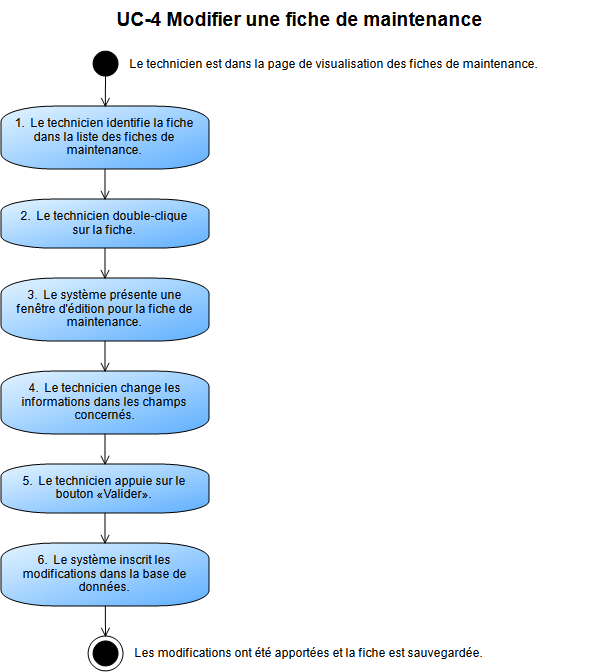 UC-4 Modifier une fiche de maintenance
Le technicien est dans la page de visualisation des fiches de maintenance.
1. Le technicien identifie la fiche
dans la liste des fiches de
maintenance.
2. Le technicien double-clique
sur la fiche.
3. Le système présente une
fenêtre d'édition pour la fiche de
maintenance.
4. Le technicien change les
informations dans les champs
concernés.
5. Le technicien appuie sur le
bouton «Valider».
6. Le système inscrit les
modifications dans la base de
données.
Les modifications ont été apportées et la fiche est sauvegardée.